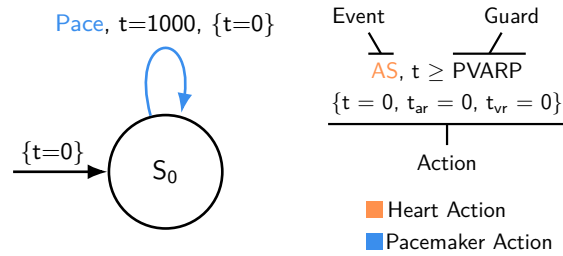 Pace, t=1000, {t=0}
{t=0}
S₀
Event Guard
AS, t ≥ PVARP
{t = 0, tₐᵣ = 0, tᵥᵣ = 0}
Action
Heart Action
Pacemaker Action